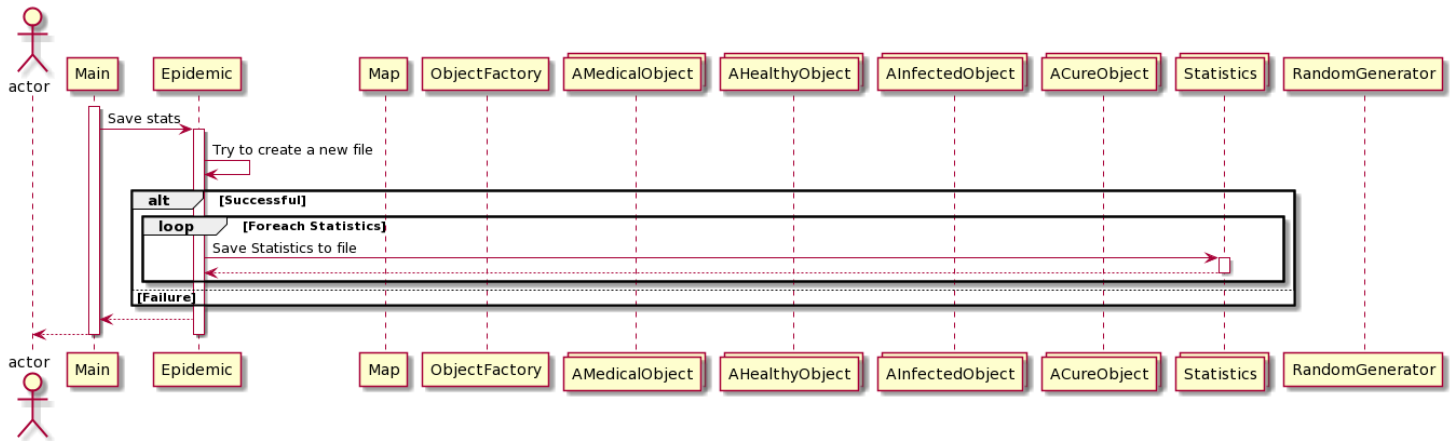 actor
Main
Epidemic
Map
ObjectFactory
AMedicalObject
AHealthyObject
AInfectedObject
ACureObject
Statistics
RandomGenerator
Save stats
Try to create a new file
alt [Successful]
loop [Foreach Statistics]
Save Statistics to file
[Failure]
actor
Main
Epidemic
Map
ObjectFactory
AMedicalObject
AHealthyObject
AInfectedObject
ACureObject
Statistics
RandomGenerator